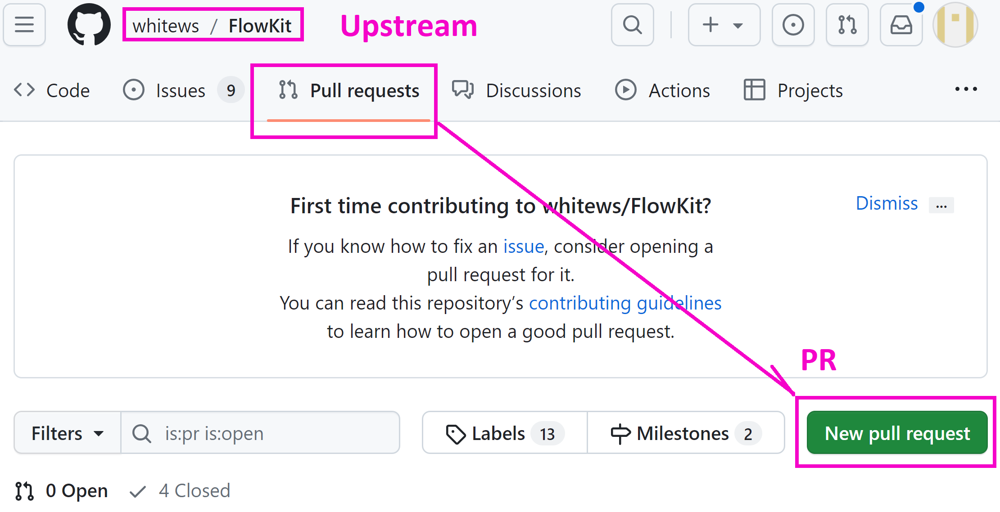 whitews / FlowKit Upstream
Code Issues 9 Pull requests Discussions Actions Projects ...
First time contributing to whitews/FlowKit?
Dismiss ...
If you know how to fix an issue, consider opening a
pull request for it.
You can read this repository’s contributing guidelines
to learn how to open a good pull request.
PR
Filters is:pr is:open Labels 13 Milestones 2 New pull request
0 Open 4 Closed